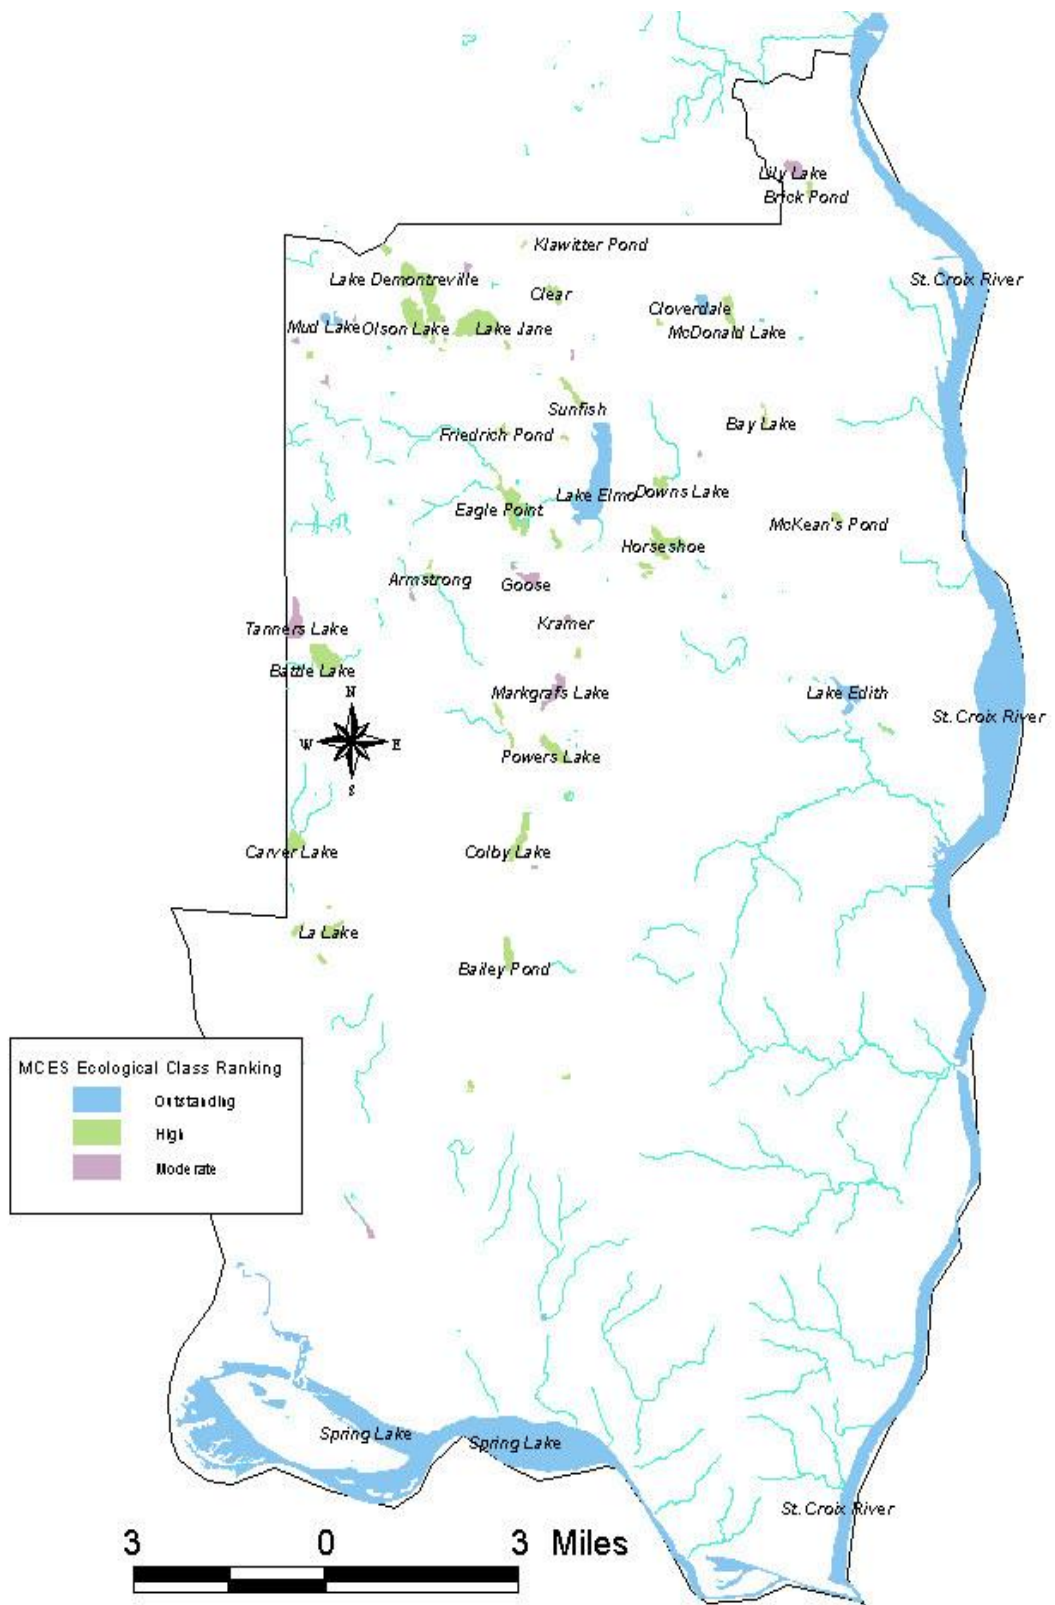 Lily Lake
Brick Pond
Klawitter Pond
Lake Demontreville
St. Croix River
Clear
Cloverdale
Mud Lake
Olson Lake
Lake Jane
McDonald Lake
Sunfish
Bay Lake
Friedrich Pond
Lake Elmo
Downs Lake
Eagle Point
McKean's Pond
Horseshoe
Armstrong
Goose
Kramer
Tanners Lake
Battle Lake
Markgrafs Lake
Lake Edith
N
St. Croix River
W
E
Powers Lake
S
Carver Lake
Colby Lake
La Lake
Bailey Pond
MCES Ecological Class Ranking
Outstanding
High
Moderate
Spring Lake
Spring Lake
St. Croix River
3 0 3 Miles